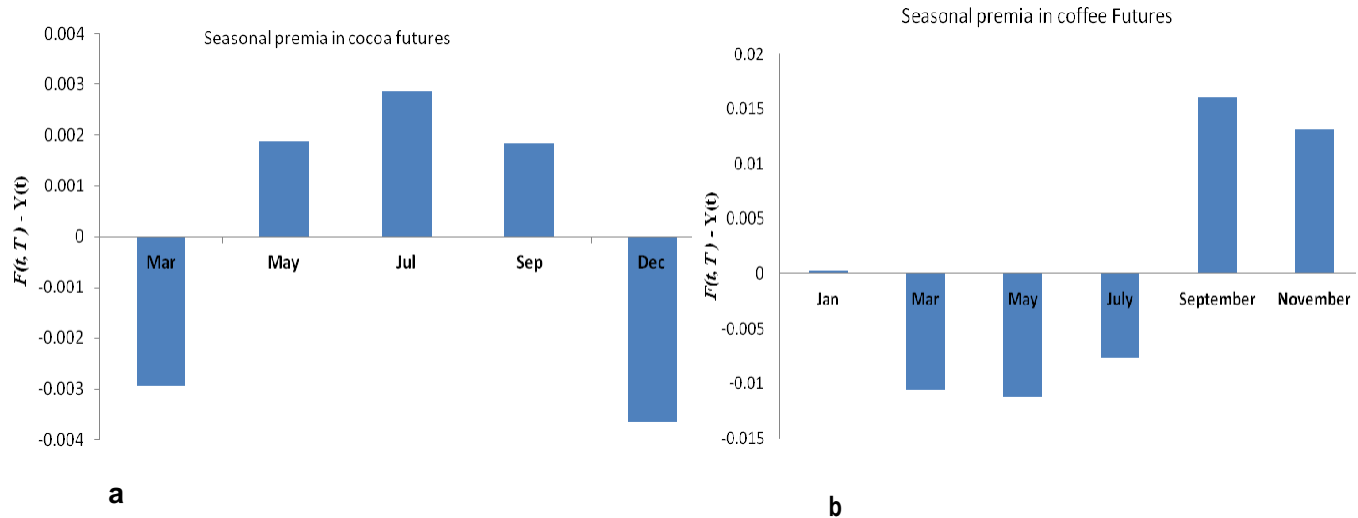 Seasonal premia in cocoa futures
0.004
0.003
0.002
0.001
0
-0.001
-0.002
-0.003
-0.004
F(t, T ) - Y(t)
Mar May Jul Sep Dec
a
Seasonal premia in coffee Futures
0.02
0.015
0.01
0.005
0
-0.005
-0.01
-0.015
F(t, T ) - Y(t)
Jan Mar May July September November
b